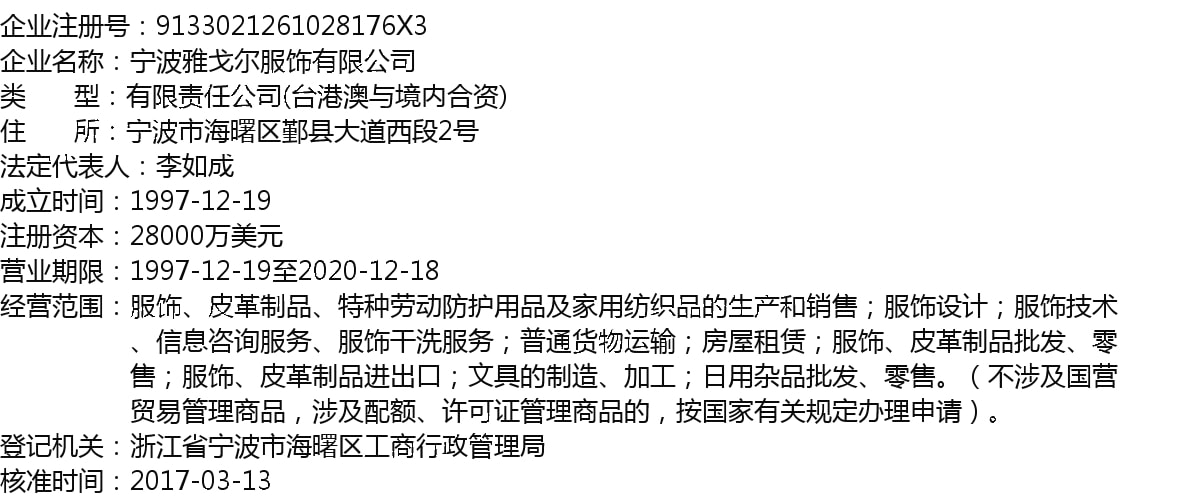 企业注册号：9133021261028176X3
企业名称：宁波雅戈尔服饰有限公司
类　　型：有限责任公司(台港澳与境内合资)
住　　所：宁波市海曙区鄞县大道西段2号
法定代表人：李如成
成立时间：1997-12-19
注册资本：28000万美元
营业期限：1997-12-19至2020-12-18
经营范围：服饰、皮革制品、特种劳动防护用品及家用纺织品的生产和销售；服饰设计；服饰技术
、信息咨询服务、服饰干洗服务；普通货物运输；房屋租赁；服饰、皮革制品批发、零
售；服饰、皮革制品进出口；文具的制造、加工；日用杂品批发、零售。（不涉及国营
贸易管理商品，涉及配额、许可证管理商品的，按国家有关规定办理申请）。
登记机关：浙江省宁波市海曙区工商行政管理局
核准时间：2017-03-13